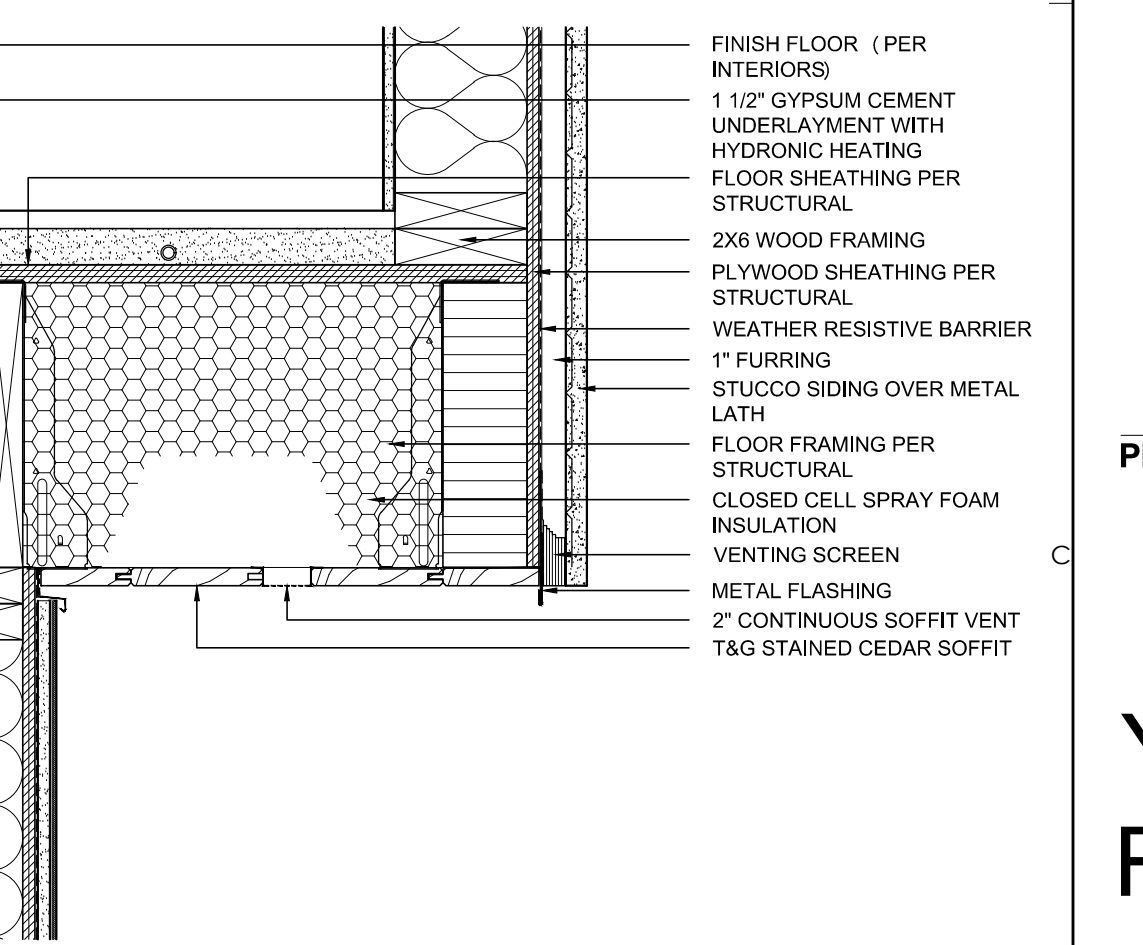 FINISH FLOOR (PER
INTERIORS)
1 1/2" GYPSUM CEMENT
UNDERLAYMENT WITH
HYDRONIC HEATING
FLOOR SHEATHING PER
STRUCTURAL
2X6 WOOD FRAMING
PLYWOOD SHEATHING PER
STRUCTURAL
WEATHER RESISTIVE BARRIER
1" FURRING
STUCCO SIDING OVER METAL
LATH
FLOOR FRAMING PER
STRUCTURAL
CLOSED CELL SPRAY FOAM
INSULATION
VENTING SCREEN
METAL FLASHING
2" CONTINUOUS SOFFIT VENT
T&G STAINED CEDAR SOFFIT
C